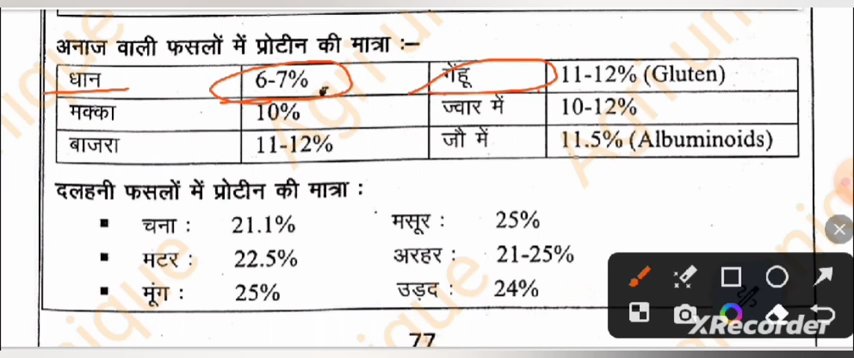 अनाज वाली फसलों में प्रोटीन की मात्रा :–
धान 6-7% गेंहू 11-12% (Gluten)
मक्का 10% ज्वार में 10-12%
बाजरा 11-12% जौ में 11.5% (Albuminoids)
दलहनी फसलों में प्रोटीन की मात्रा :
▪ चना : 21.1% मसूर : 25%
▪ मटर : 22.5% अरहर : 21-25%
▪ मूंग : 25% उड़द : 24%
XRecorder
77